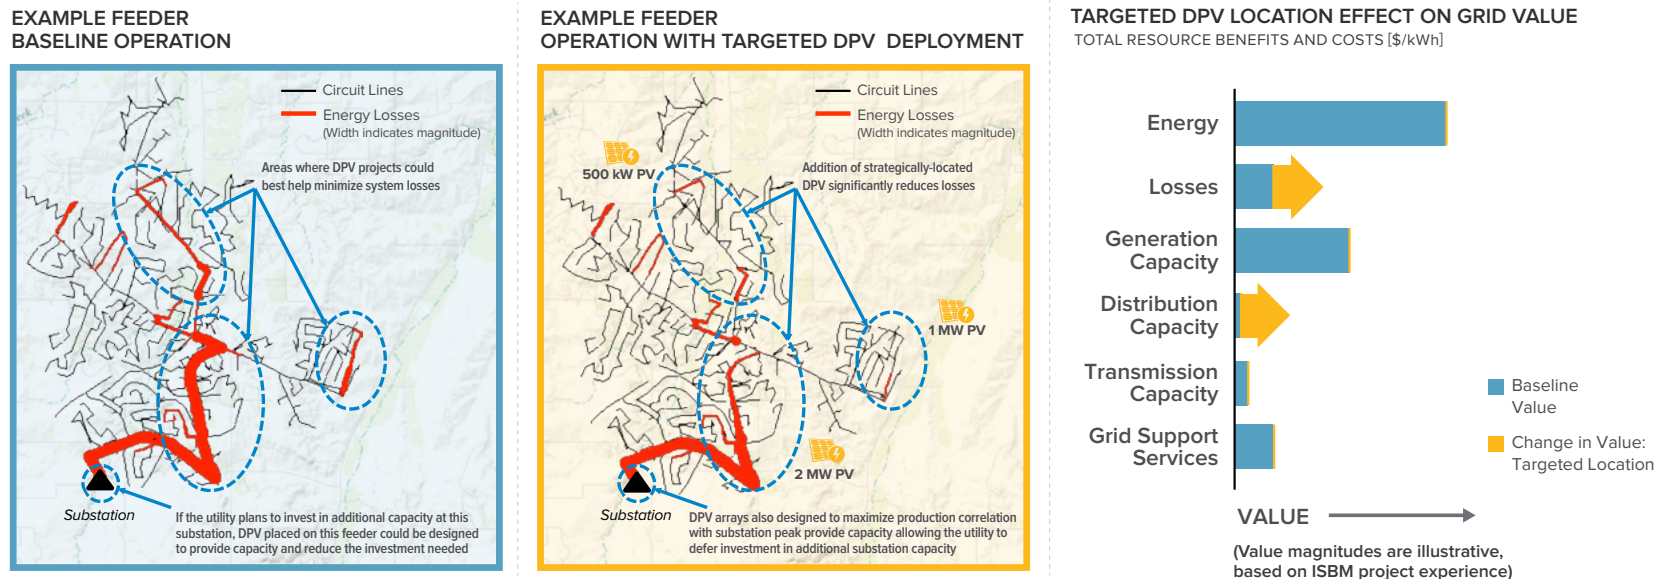 EXAMPLE FEEDER
BASELINE OPERATION
Circuit Lines
Energy Losses
(Width indicates magnitude)
Areas where DPV projects could
best help minimize system losses
Substation
If the utility plans to invest in additional capacity at this
substation, DPV placed on this feeder could be designed
to provide capacity and reduce the investment needed
EXAMPLE FEEDER
OPERATION WITH TARGETED DPV DEPLOYMENT
Circuit Lines
Energy Losses
(Width indicates magnitude)
500 kW PV
Addition of strategically-located
DPV significantly reduces losses
1 MW PV
2 MW PV
Substation
DPV arrays also designed to maximize production correlation
with substation peak provide capacity allowing the utility to
defer investment in additional substation capacity
TARGETED DPV LOCATION EFFECT ON GRID VALUE
TOTAL RESOURCE BENEFITS AND COSTS [$/kWh]
Energy
Losses
Generation
Capacity
Distribution
Capacity
Transmission
Capacity
Grid Support
Services
Baseline
Value
Change in Value:
Targeted Location
VALUE
(Value magnitudes are illustrative,
based on ISBM project experience)